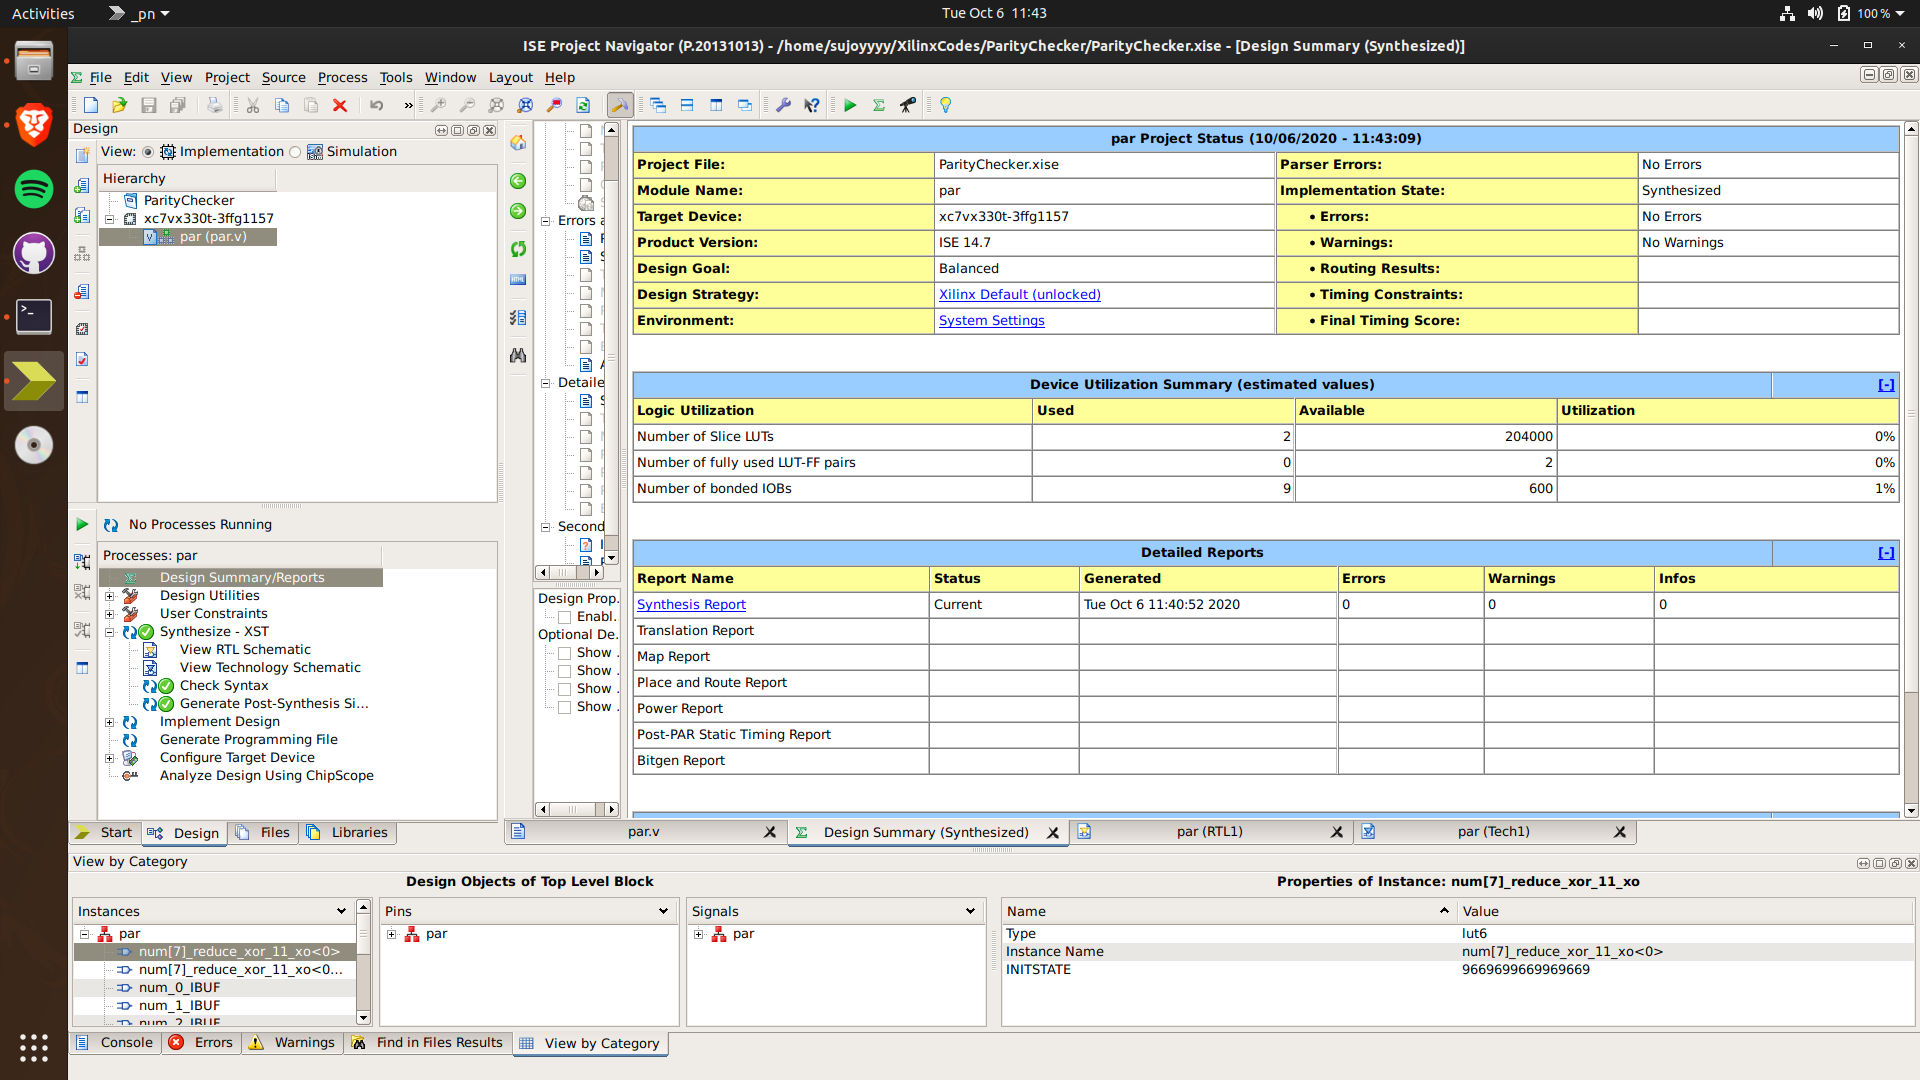 Activities
_pn
Tue Oct 6 11:43
100 %
ISE Project Navigator (P.20131013) - /home/sujoyyyy/XilinxCodes/ParityChecker/ParityChecker.xise - [Design Summary (Synthesized)]
File Edit View Project Source Process Tools Window Layout Help
Design
View: Implementation Simulation
Hierarchy
ParityChecker
xc7vx330t-3ffg1157
par (par.v)
No Processes Running
Processes: par
Design Summary/Reports
Design Utilities
User Constraints
Synthesize - XST
View RTL Schematic
View Technology Schematic
Check Syntax
Generate Post-Synthesis Si...
Implement Design
Generate Programming File
Configure Target Device
Analyze Design Using ChipScope
Start Design Files Libraries
Errors a
Detaile
Second
Design Prop.
Enabl.
Optional De.
Show .
Show .
Show .
Show .
par Project Status (10/06/2020 - 11:43:09)
Project File: ParityChecker.xise Parser Errors: No Errors
Module Name: par Implementation State: Synthesized
Target Device: xc7vx330t-3ffg1157 • Errors: No Errors
Product Version: ISE 14.7 • Warnings: No Warnings
Design Goal: Balanced • Routing Results:
Design Strategy: Xilinx Default (unlocked) • Timing Constraints:
Environment: System Settings • Final Timing Score:
Device Utilization Summary (estimated values) [-]
Logic Utilization Used Available Utilization
Number of Slice LUTs 2 204000 0%
Number of fully used LUT-FF pairs 0 2 0%
Number of bonded IOBs 9 600 1%
Detailed Reports [-]
Report Name Status Generated Errors Warnings Infos
Synthesis Report Current Tue Oct 6 11:40:52 2020 0 0 0
Translation Report
Map Report
Place and Route Report
Power Report
Post-PAR Static Timing Report
Bitgen Report
par.v Design Summary (Synthesized) par (RTL1) par (Tech1)
View by Category
Design Objects of Top Level Block
Properties of Instance: num[7]_reduce_xor_11_xo
Instances
par
num[7]_reduce_xor_11_xo<0>
num[7]_reduce_xor_11_xo<0...
num_0_IBUF
num_1_IBUF
num_2_IBUF
Pins
par
Signals
par
Name Value
Type lut6
Instance Name num[7]_reduce_xor_11_xo<0>
INITSTATE 9669699669969669
Console Errors Warnings Find in Files Results View by Category